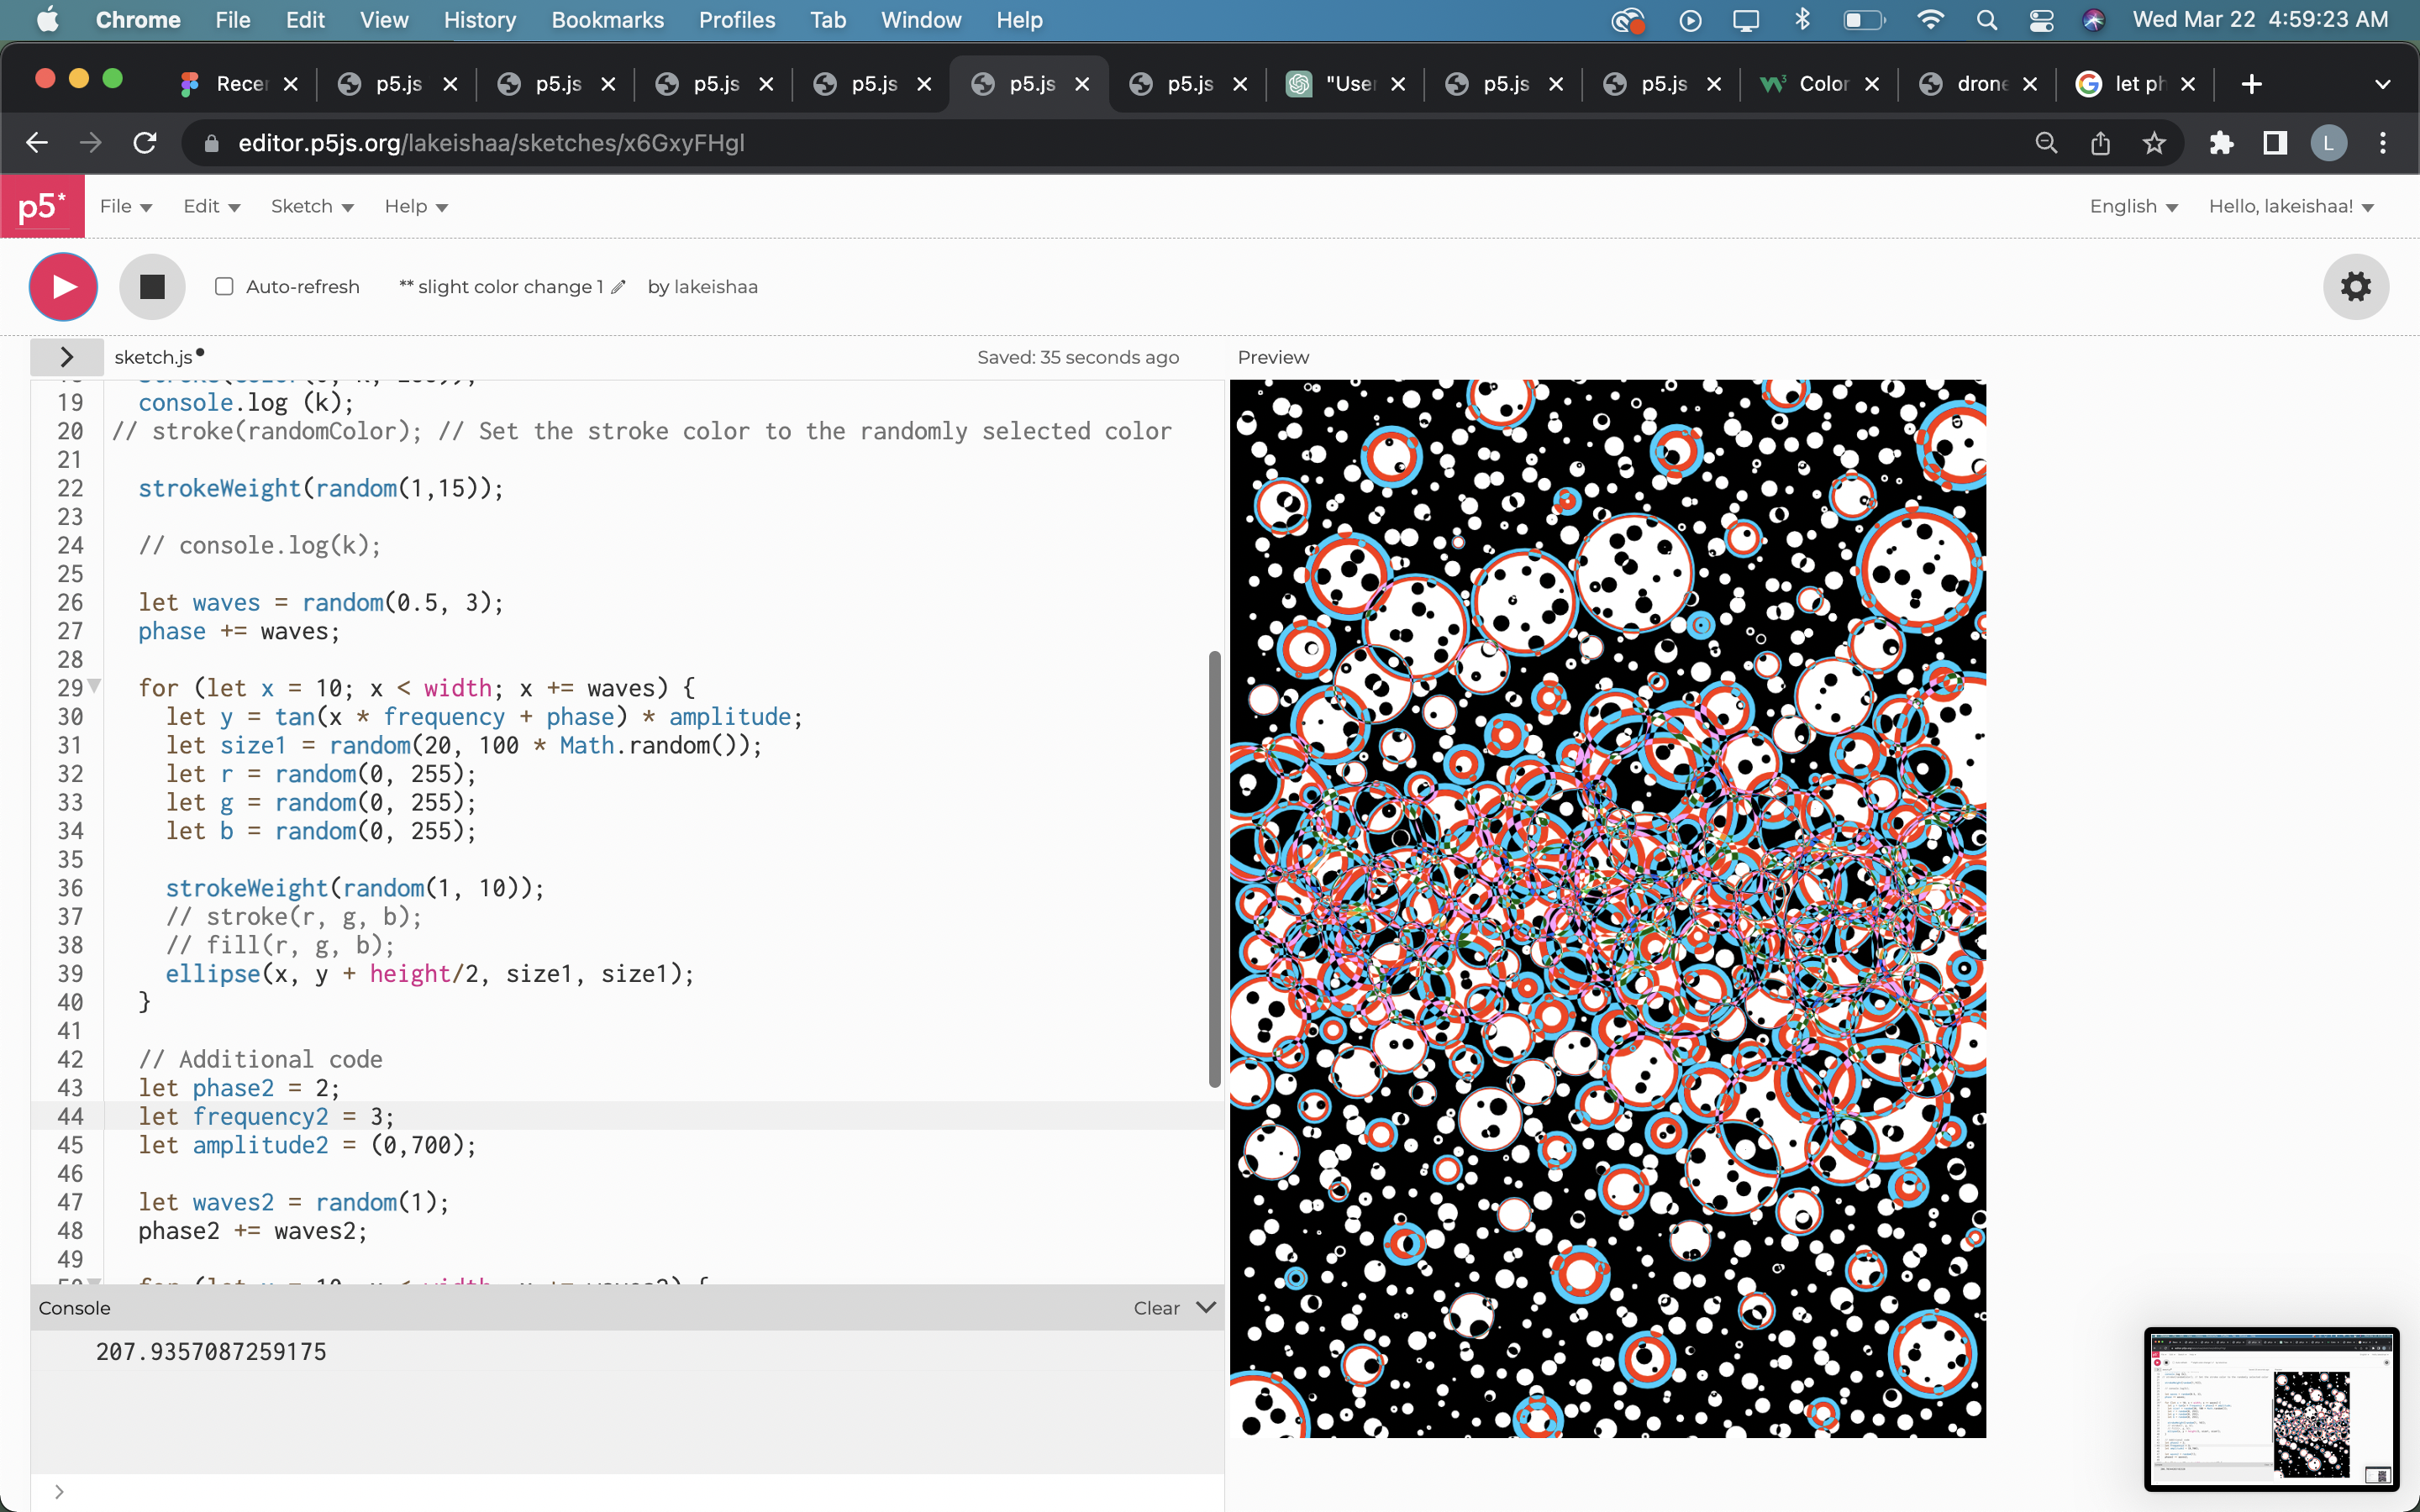 Chrome File Edit View History Bookmarks Profiles Tab Window Help Wed Mar 22 4:59:23 AM
Recer p5.js p5.js p5.js p5.js p5.js p5.js "User p5.js p5.js Color drone let ph
editor.p5js.org/lakeishaa/sketches/x6GxyFHgl L
p5* File Edit Sketch Help English Hello, lakeishaa!
Auto-refresh ** slight color change 1 by lakeishaa
sketch.js Saved: 35 seconds ago Preview
19 console.log (k);
20 // stroke(randomColor); // Set the stroke color to the randomly selected color
21
22 strokeWeight(random(1,15));
23
24 // console.log(k);
25
26 let waves = random(0.5, 3);
27 phase += waves;
28
29 for (let x = 10; x < width; x += waves) {
30 let y = tan(x * frequency + phase) * amplitude;
31 let size1 = random(20, 100 * Math.random());
32 let r = random(0, 255);
33 let g = random(0, 255);
34 let b = random(0, 255);
35
36 strokeWeight(random(1, 10));
37 // stroke(r, g, b);
38 // fill(r, g, b);
39 ellipse(x, y + height/2, size1, size1);
40 }
41
42 // Additional code
43 let phase2 = 2;
44 let frequency2 = 3;
45 let amplitude2 = (0,700);
46
47 let waves2 = random(1);
48 phase2 += waves2;
49
Console Clear
207.9357087259175